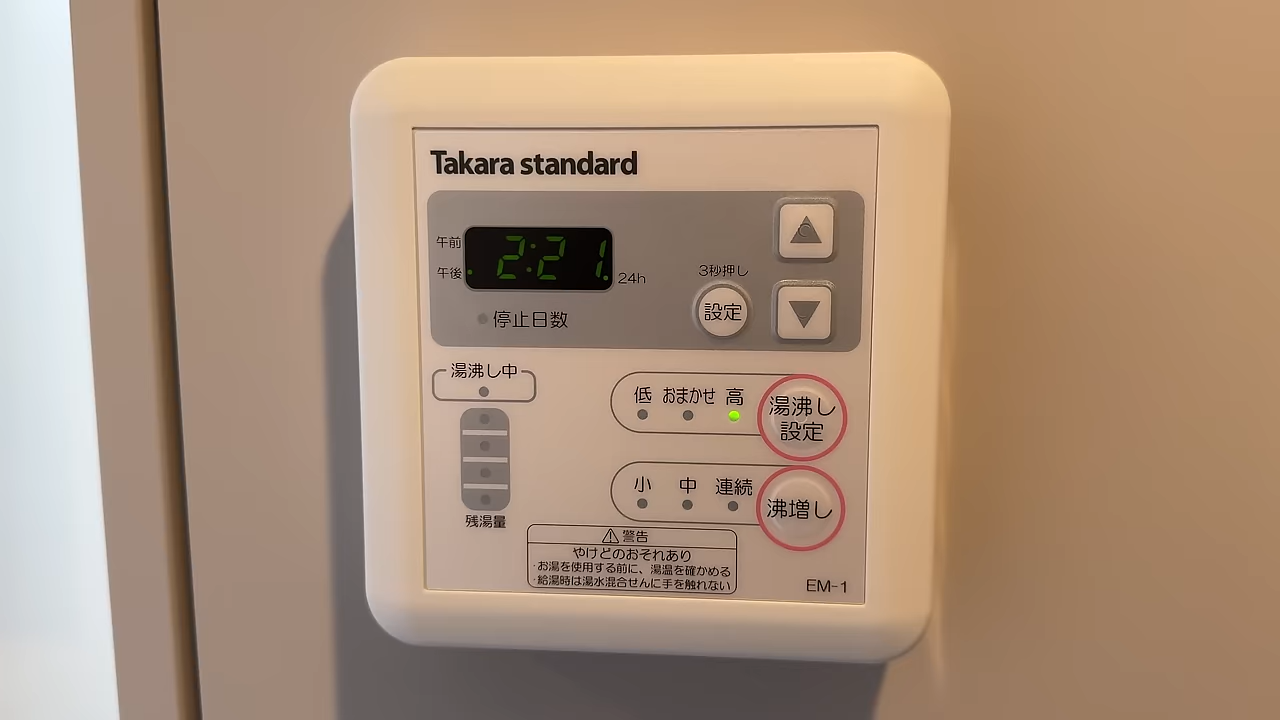 Takara standard
午前
2:21
午後
24h
3秒押し
設定
停止日数
湯沸し中
低 おまかせ 高
湯沸し
設定
小 中 連続
沸増し
残湯量
警告
やけどのおそれあり
・お湯を使用する前に、湯温を確かめる
・給湯時は湯水混合せんに手を触れない
EM-1